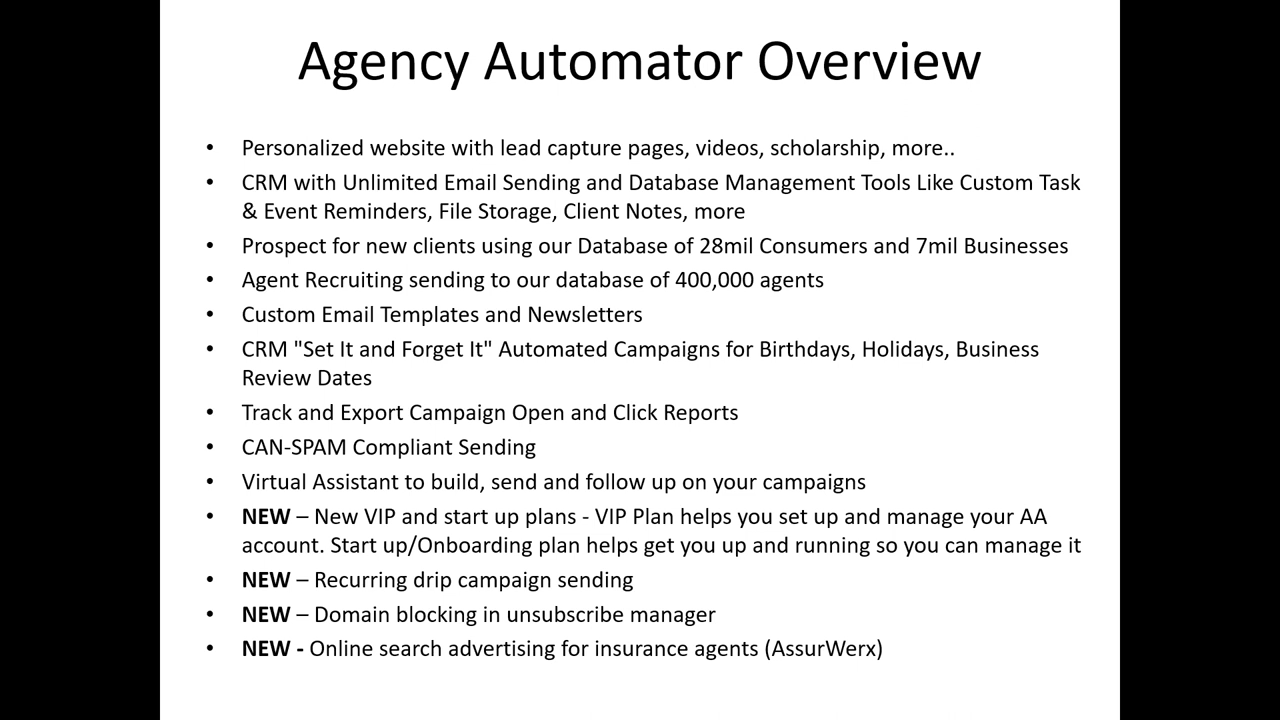 Agency Automator Overview
• Personalized website with lead capture pages, videos, scholarship, more..
• CRM with Unlimited Email Sending and Database Management Tools Like Custom Task
& Event Reminders, File Storage, Client Notes, more
• Prospect for new clients using our Database of 28mil Consumers and 7mil Businesses
• Agent Recruiting sending to our database of 400,000 agents
• Custom Email Templates and Newsletters
• CRM "Set It and Forget It" Automated Campaigns for Birthdays, Holidays, Business
Review Dates
• Track and Export Campaign Open and Click Reports
• CAN-SPAM Compliant Sending
• Virtual Assistant to build, send and follow up on your campaigns
• NEW – New VIP and start up plans - VIP Plan helps you set up and manage your AA
account. Start up/Onboarding plan helps get you up and running so you can manage it
• NEW – Recurring drip campaign sending
• NEW – Domain blocking in unsubscribe manager
• NEW - Online search advertising for insurance agents (AssurWerx)